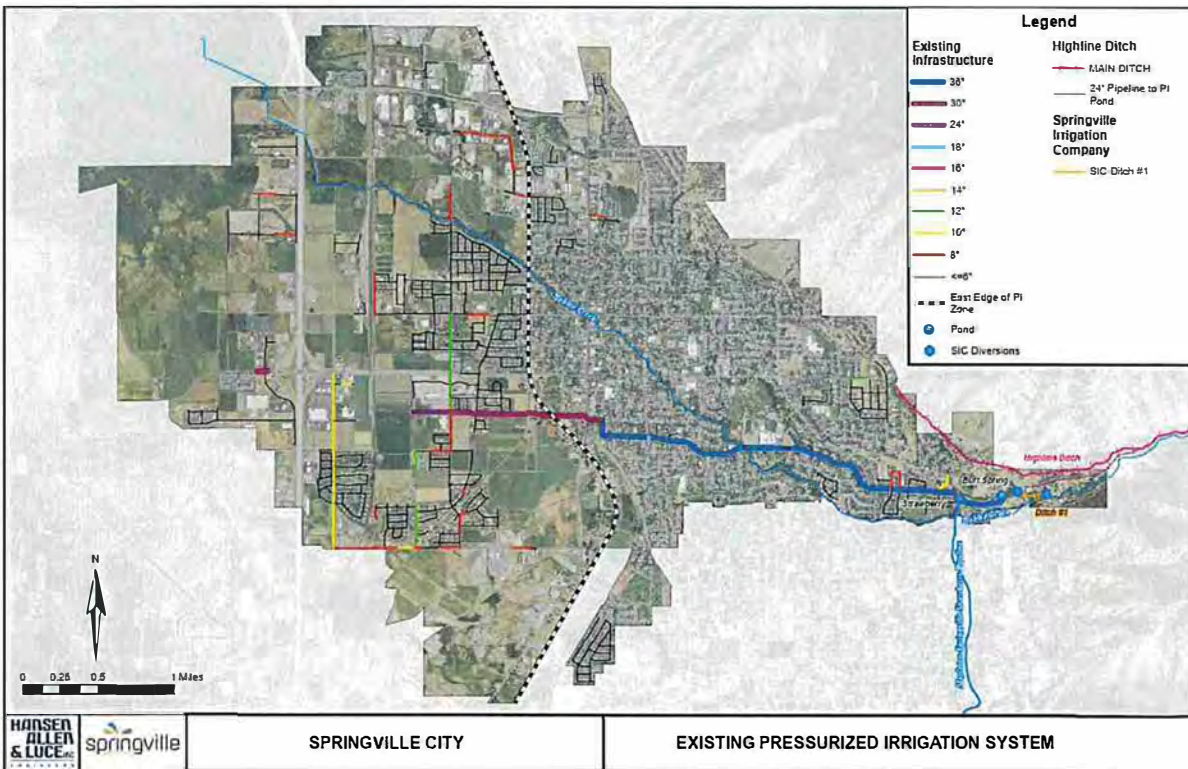 Legend
Existing
Infrastructure
36"
30"
24"
18"
16"
14"
12"
10"
8"
<=6"
East Edge of PI
Zone
Pond
SIC Diversions
Highline Ditch
MAIN DITCH
24" Pipeline to PI
Pond
Springville
Irrigation
Company
SIC Ditch #1
Highline Ditch
Burt Spring
Ditch #1
N
0 0.25 0.5 1 Miles
HANSEN
ALLEN
& LUCE INC
ENGINEERS
springville
SPRINGVILLE CITY
EXISTING PRESSURIZED IRRIGATION SYSTEM